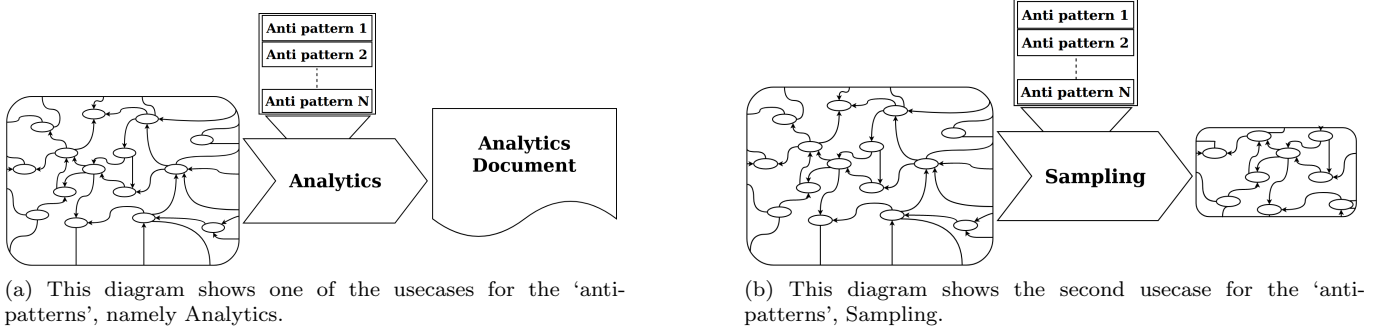 Anti pattern 1
Anti pattern 2
Anti pattern N
Analytics
Analytics
Document
(a) This diagram shows one of the usecases for the ‘anti-
patterns’, namely Analytics.
Anti pattern 1
Anti pattern 2
Anti pattern N
Sampling
(b) This diagram shows the second usecase for the ‘anti-
patterns’, Sampling.